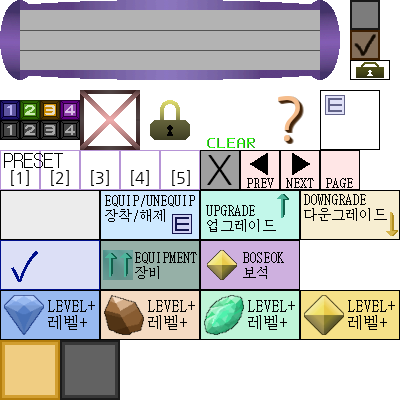 1 2 3 4
1 2 3 4
CLEAR
?
E
PRESET
[1] [2] [3] [4] [5]
X
PREV NEXT PAGE
EQUIP/UNEQUIP
장착/해제 E
UPGRADE
업그레이드
DOWNGRADE
다운그레이드
EQUIPMENT
장비
BOSEOK
보석
LEVEL+
레벨+
LEVEL+
레벨+
LEVEL+
레벨+
LEVEL+
레벨+